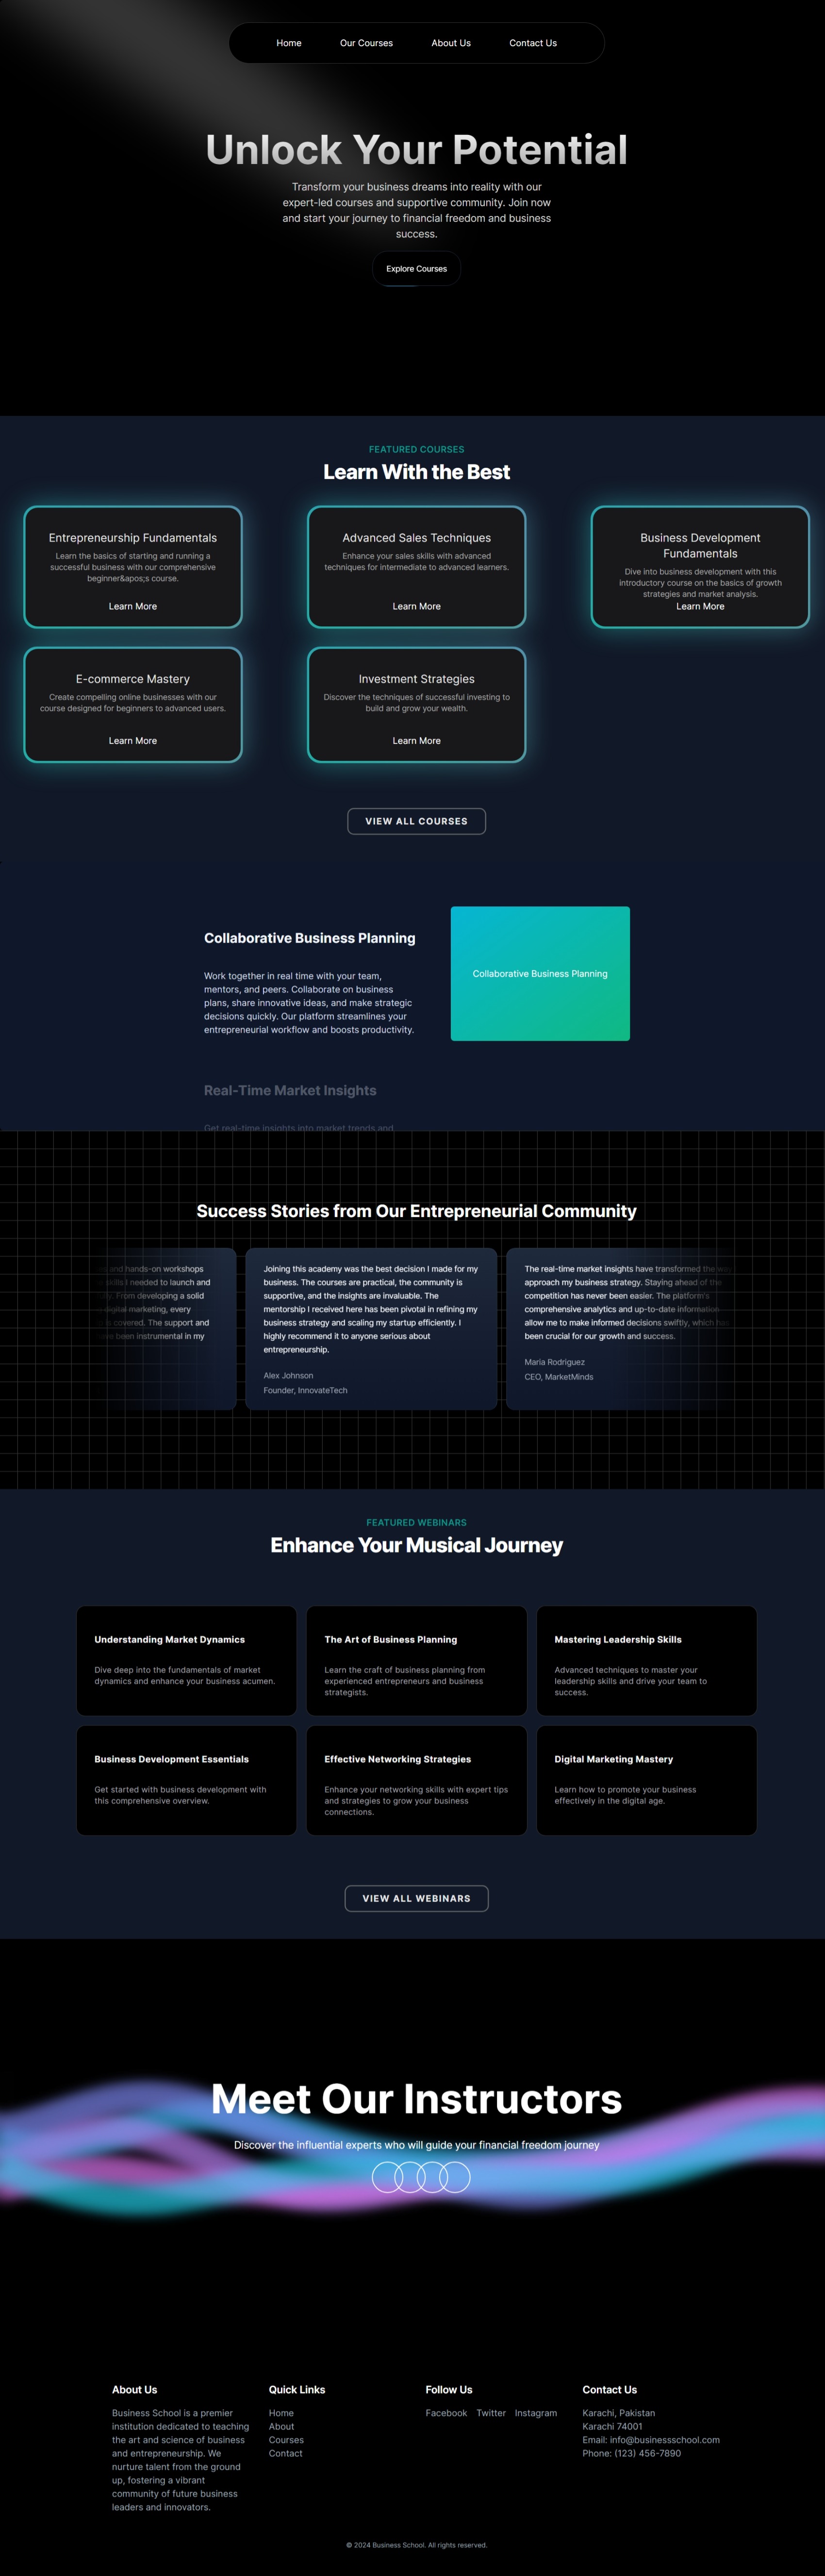 Home
Our Courses
About Us
Contact Us
Unlock Your Potential
Transform your business dreams into reality with our
expert-led courses and supportive community. Join now
and start your journey to financial freedom and business
success.
Explore Courses
FEATURED COURSES
Learn With the Best
Entrepreneurship Fundamentals
Learn the basics of starting and running a
successful business with our comprehensive
beginner&apos;s course.
Learn More
Advanced Sales Techniques
Enhance your sales skills with advanced
techniques for intermediate to advanced learners.
Learn More
Business Development
Fundamentals
Dive into business development with this
introductory course on the basics of growth
strategies and market analysis.
Learn More
E-commerce Mastery
Create compelling online businesses with our
course designed for beginners to advanced users.
Learn More
Investment Strategies
Discover the techniques of successful investing to
build and grow your wealth.
Learn More
VIEW ALL COURSES
Collaborative Business Planning
Work together in real time with your team,
mentors, and peers. Collaborate on business
plans, share innovative ideas, and make strategic
decisions quickly. Our platform streamlines your
entrepreneurial workflow and boosts productivity.
Collaborative Business Planning
Real-Time Market Insights
Get real-time insights into market trends and
Success Stories from Our Entrepreneurial Community
and hands-on workshops
skills I needed to launch and
From developing a solid
digital marketing, every
is covered. The support and
been instrumental in my
Joining this academy was the best decision I made for my
business. The courses are practical, the community is
supportive, and the insights are invaluable. The
mentorship I received here has been pivotal in refining my
business strategy and scaling my startup efficiently. I
highly recommend it to anyone serious about
entrepreneurship.
Alex Johnson
Founder, InnovateTech
The real-time market insights have transformed the way
approach my business strategy. Staying ahead of the
competition has never been easier. The platform's
comprehensive analytics and up-to-date information
allow me to make informed decisions swiftly, which has
been crucial for our growth and success.
Maria Rodriguez
CEO, MarketMinds
FEATURED WEBINARS
Enhance Your Musical Journey
Understanding Market Dynamics
Dive deep into the fundamentals of market
dynamics and enhance your business acumen.
The Art of Business Planning
Learn the craft of business planning from
experienced entrepreneurs and business
strategists.
Mastering Leadership Skills
Advanced techniques to master your
leadership skills and drive your team to
success.
Business Development Essentials
Get started with business development with
this comprehensive overview.
Effective Networking Strategies
Enhance your networking skills with expert tips
and strategies to grow your business
connections.
Digital Marketing Mastery
Learn how to promote your business
effectively in the digital age.
VIEW ALL WEBINARS
Meet Our Instructors
Discover the influential experts who will guide your financial freedom journey
About Us
Business School is a premier
institution dedicated to teaching
the art and science of business
and entrepreneurship. We
nurture talent from the ground
up, fostering a vibrant
community of future business
leaders and innovators.
Quick Links
Home
About
Courses
Contact
Follow Us
Facebook Twitter Instagram
Contact Us
Karachi, Pakistan
Karachi 74001
Email: info@businessschool.com
Phone: (123) 456-7890
© 2024 Business School. All rights reserved.